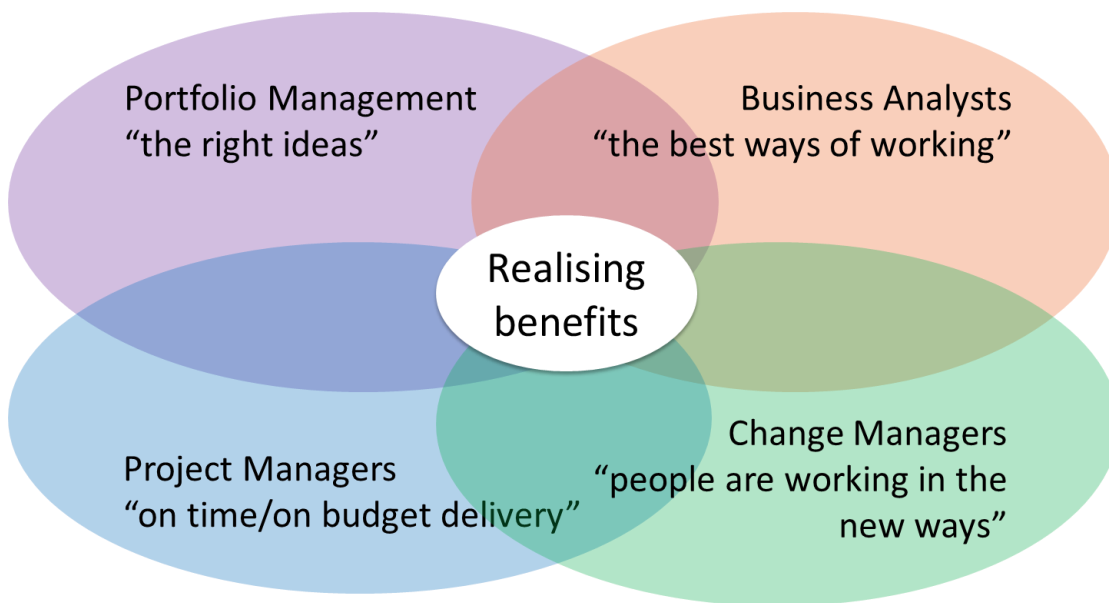 Portfolio Management
“the right ideas”
Business Analysts
“the best ways of working”
Realising
benefits
Project Managers
“on time/on budget delivery”
Change Managers
“people are working in the
new ways”